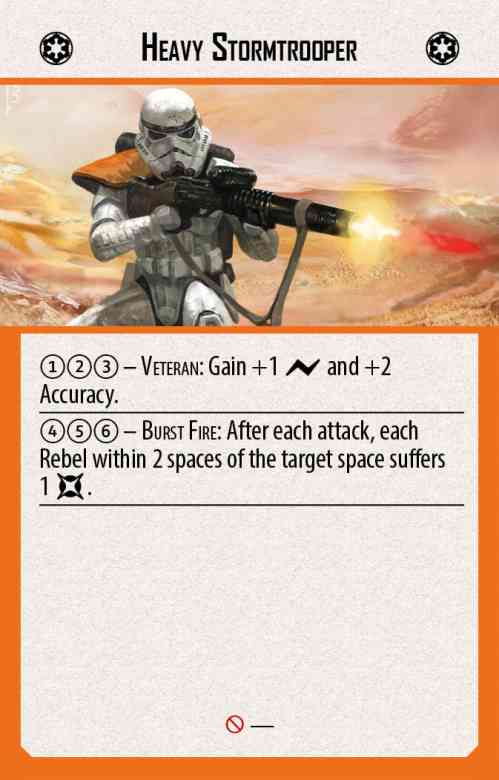 HEAVY STORMTROOPER
①②③ – VETERAN: Gain +1 and +2
Accuracy.
④⑤⑥ – BURST FIRE: After each attack, each
Rebel within 2 spaces of the target space suffers
1 .
—